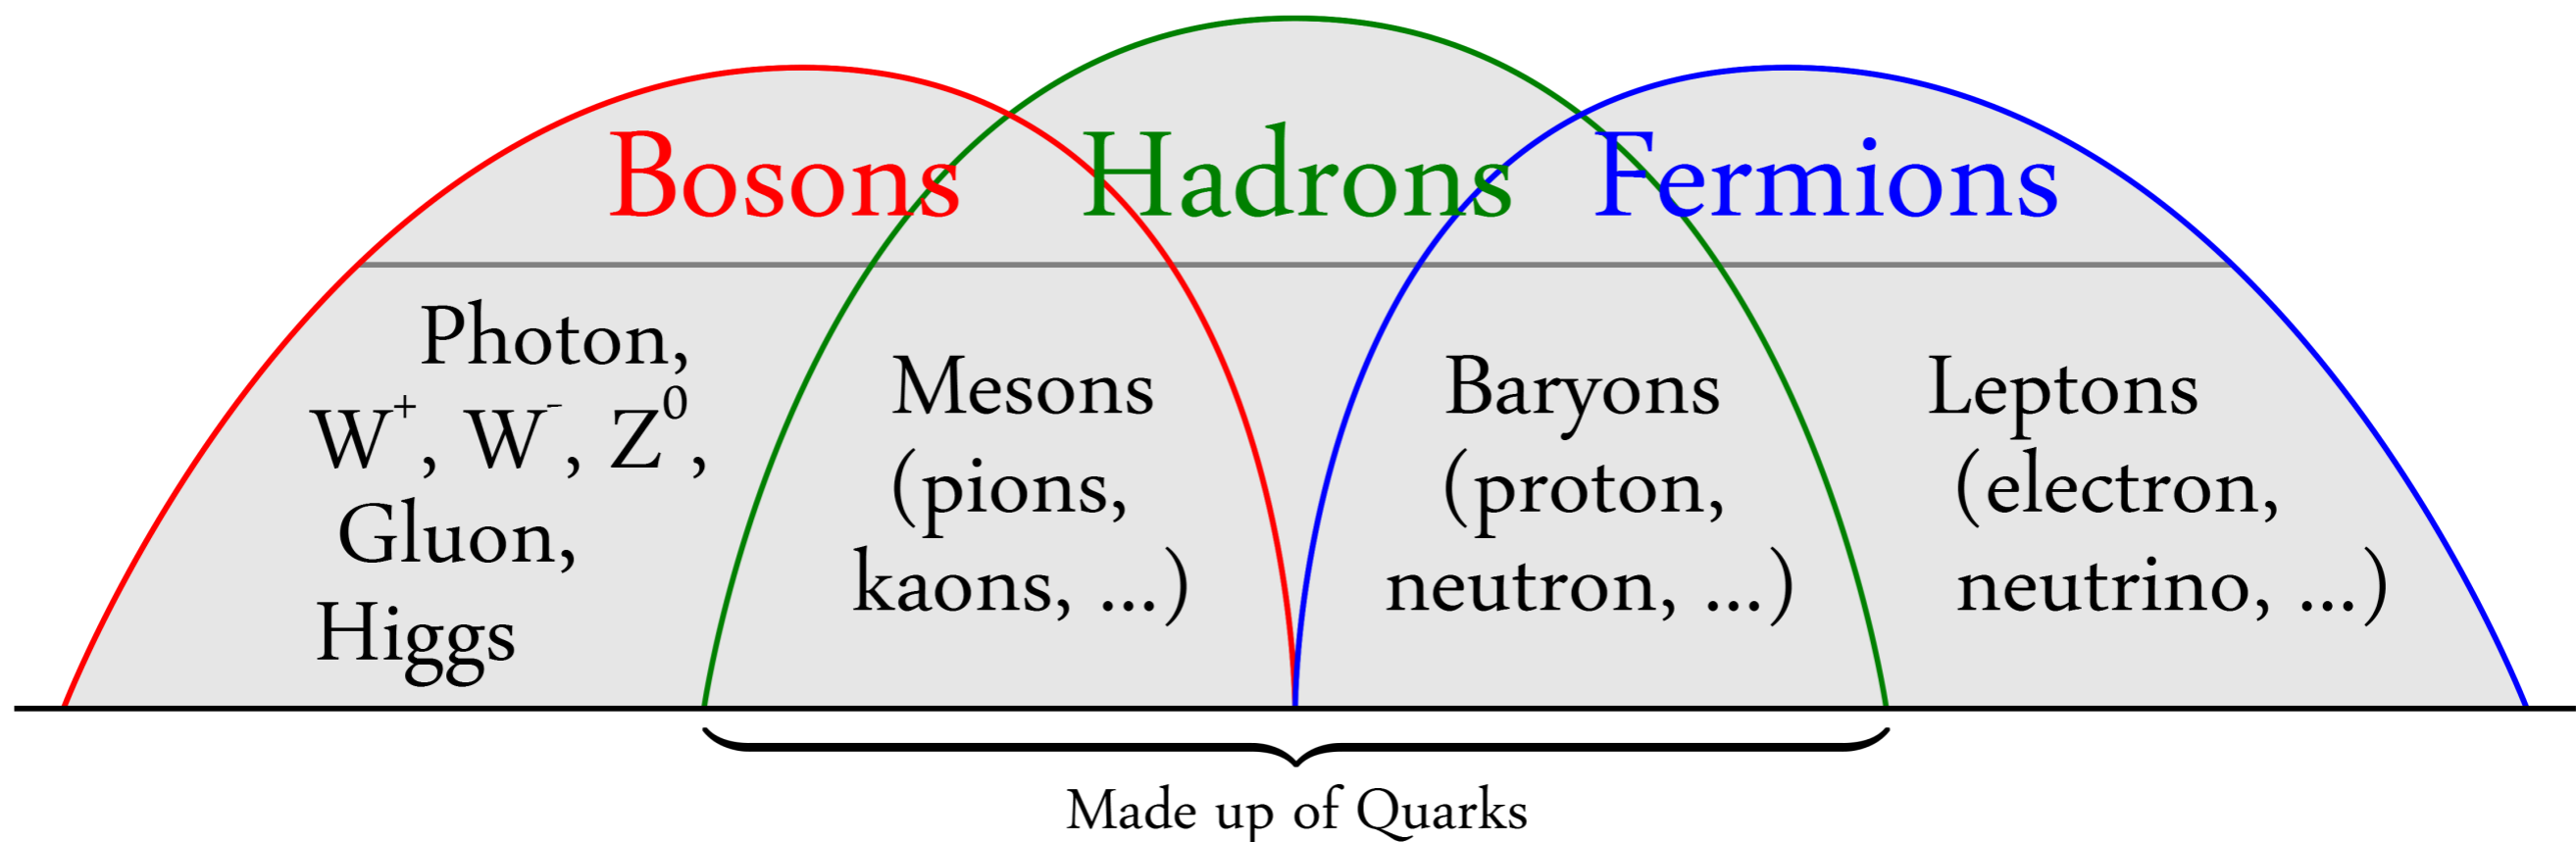 Bosons
Hadrons
Fermions
Photon,
W⁺, W⁻, Z⁰,
Gluon,
Higgs
Mesons
(pions,
kaons, ...)
Baryons
(proton,
neutron, ...)
Leptons
(electron,
neutrino, ...)
Made up of Quarks